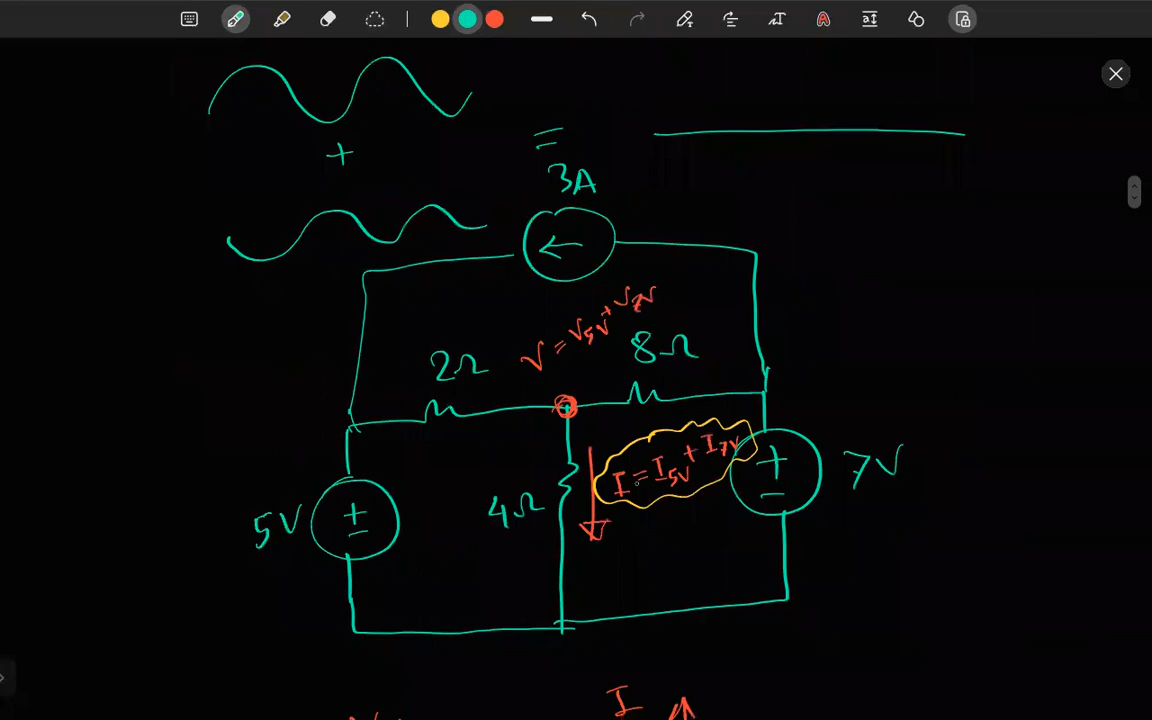 +
=
3A
V = V5V + V7V
2Ω
8Ω
I = I5V + I7V
+
−
7V
4Ω
5V
+
−
I